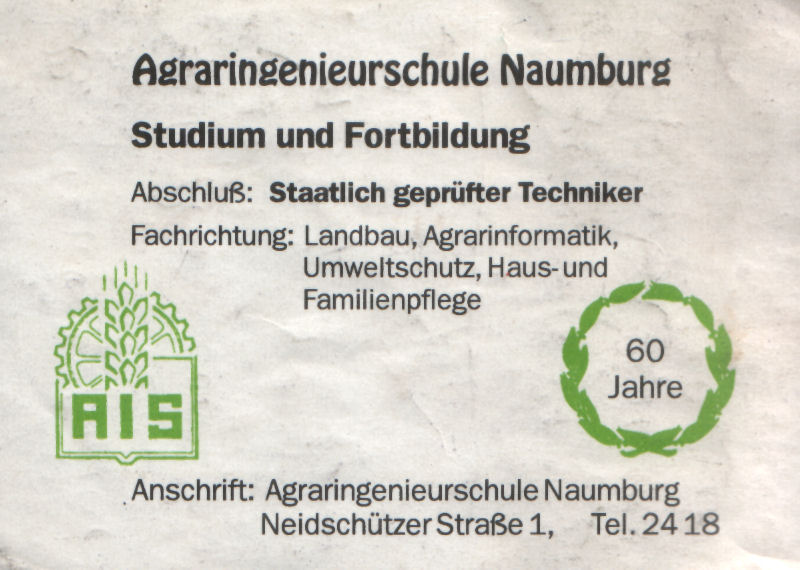 Agraringenieurschule Naumburg
Studium und Fortbildung
Abschluß: Staatlich geprüfter Techniker
Fachrichtung: Landbau, Agrarinformatik,
Umweltschutz, Haus- und
Familienpflege
60
Jahre
AIS
Anschrift: Agraringenieurschule Naumburg
Neidschützer Straße 1, Tel. 24 18